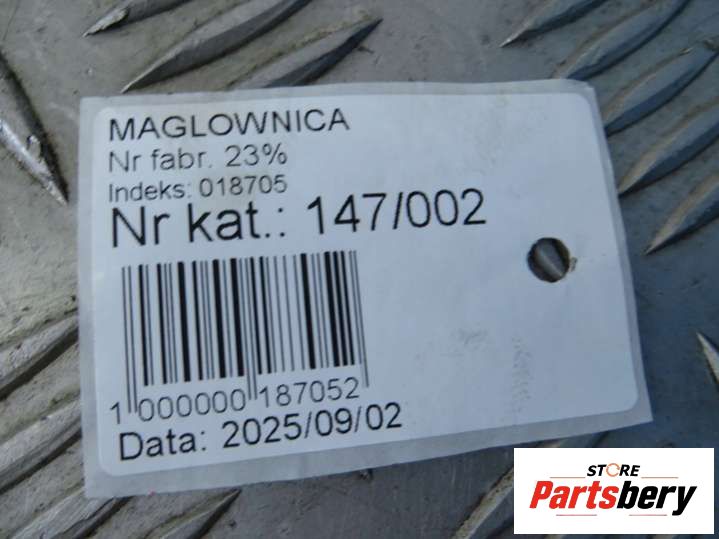 MAGLOWNICA
Nr fabr. 23%
Indeks: 018705
Nr kat.: 147/002
1 000000 187052
Data: 2025/09/02
STORE
Partsbery